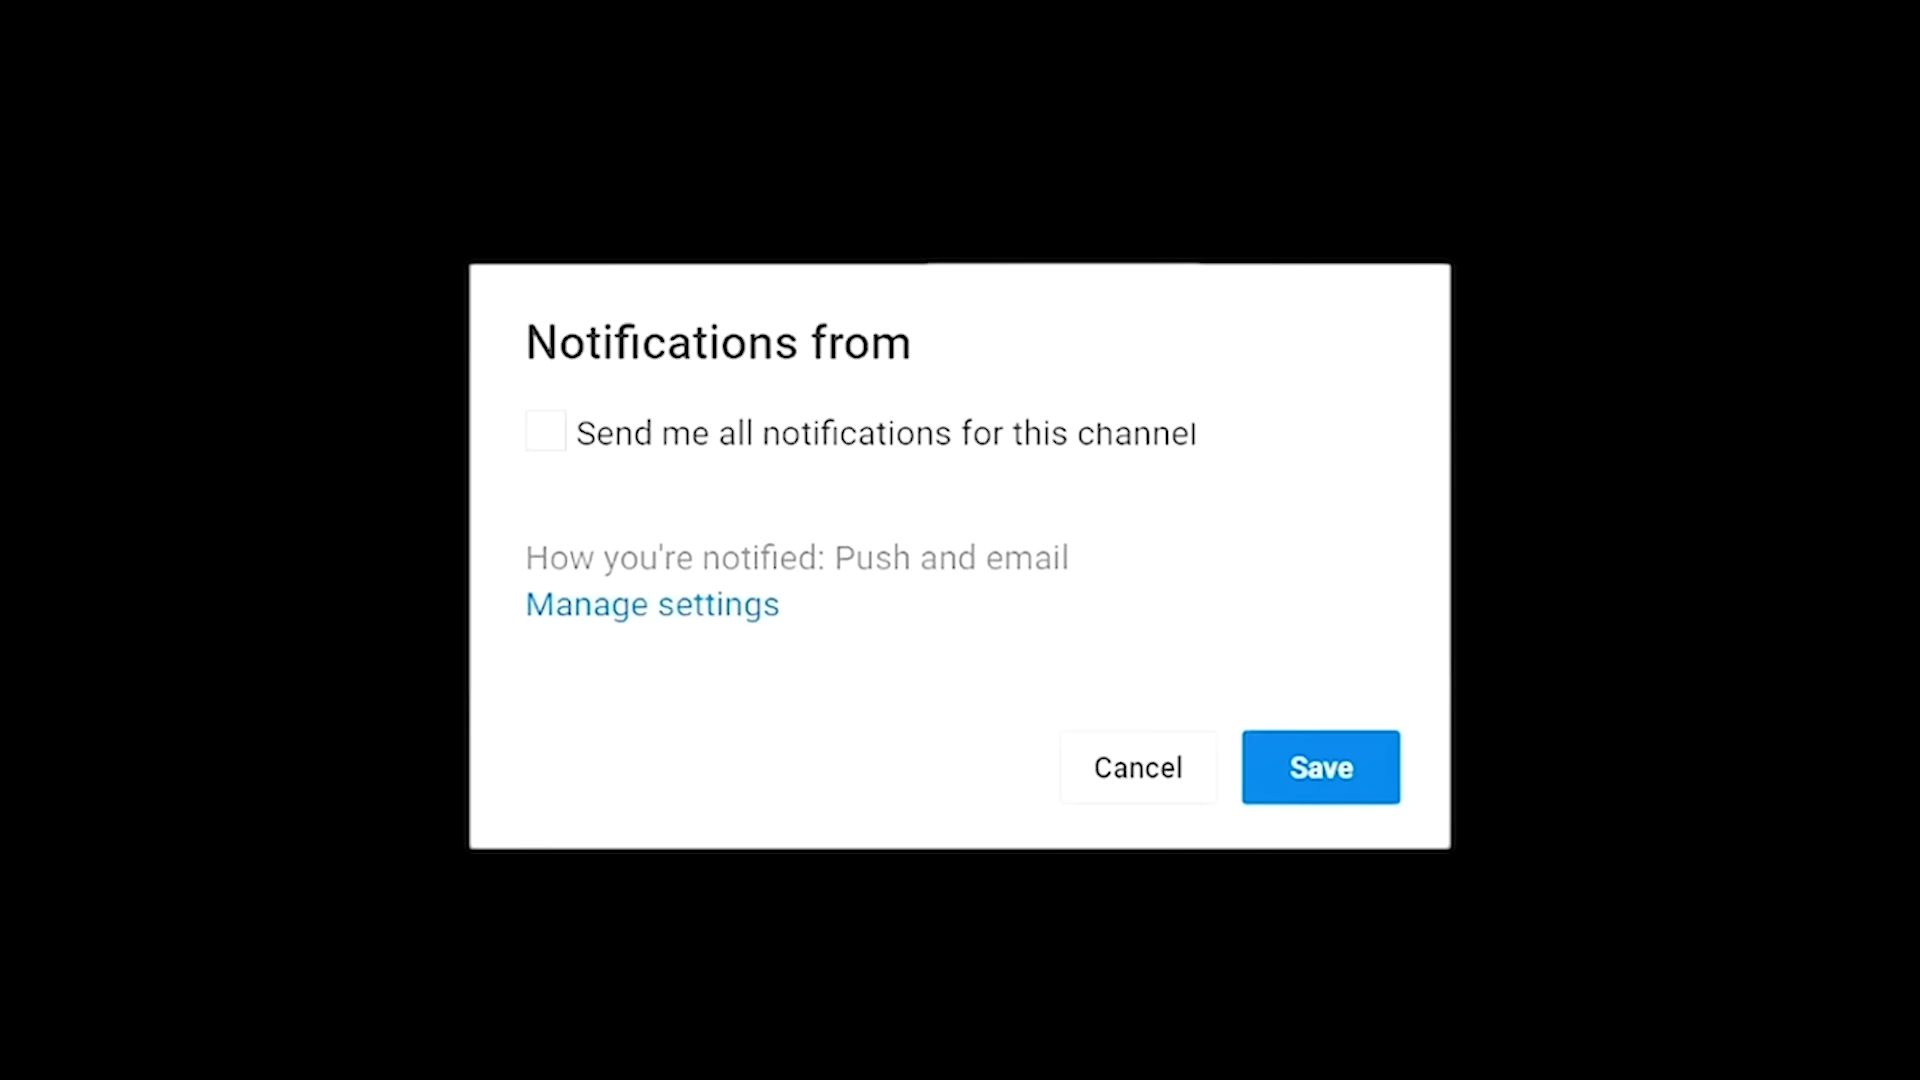 Notifications from
Send me all notifications for this channel
How you're notified: Push and email
Manage settings
Cancel
Save